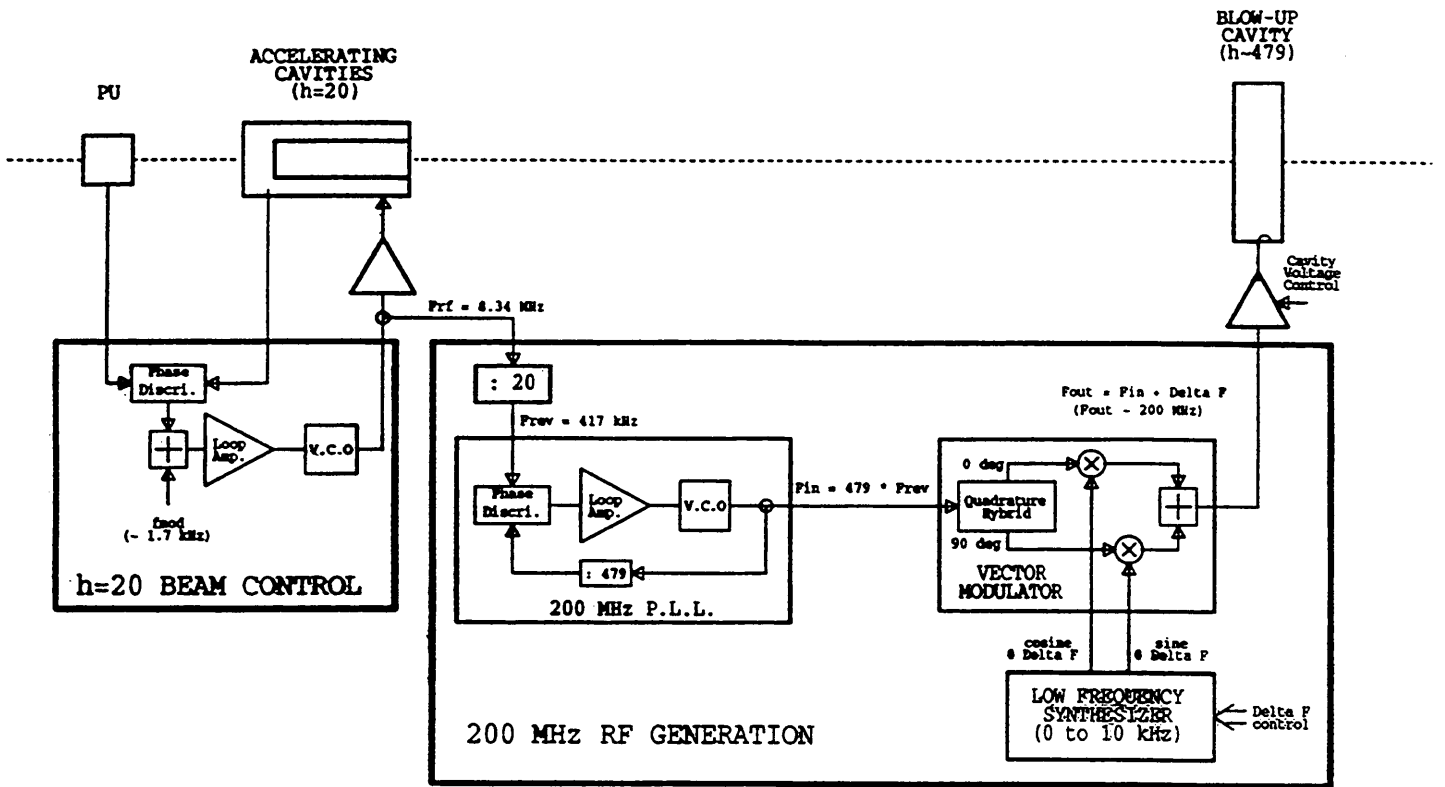 BLOW-UP
CAVITY
(h~479)
ACCELERATING
CAVITIES
(h=20)
PU
Cavity
Voltage
Control
Frf = 8.34 MHz
Phase
Discri.
: 20
Fout = Fin + Delta F
(Fout ~ 200 MHz)
Frev = 417 kHz
Loop
Amp.
V.C.O
fmod
(~ 1.7 kHz)
h=20 BEAM CONTROL
Phase
Discri.
Loop
Amp.
V.C.O
: 479
200 MHz P.L.L.
Fin = 479 * Frev
0 deg
Quadrature
Hybrid
90 deg
VECTOR
MODULATOR
cosine
@ Delta F
sine
@ Delta F
LOW FREQUENCY
SYNTHESIZER
(0 to 10 kHz)
Delta F
control
200 MHz RF GENERATION